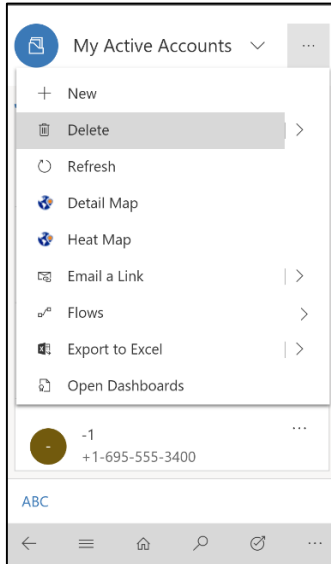 My Active Accounts
New
Delete
Refresh
Detail Map
Heat Map
Email a Link
Flows
Export to Excel
Open Dashboards
-
-1
+1-695-555-3400
ABC